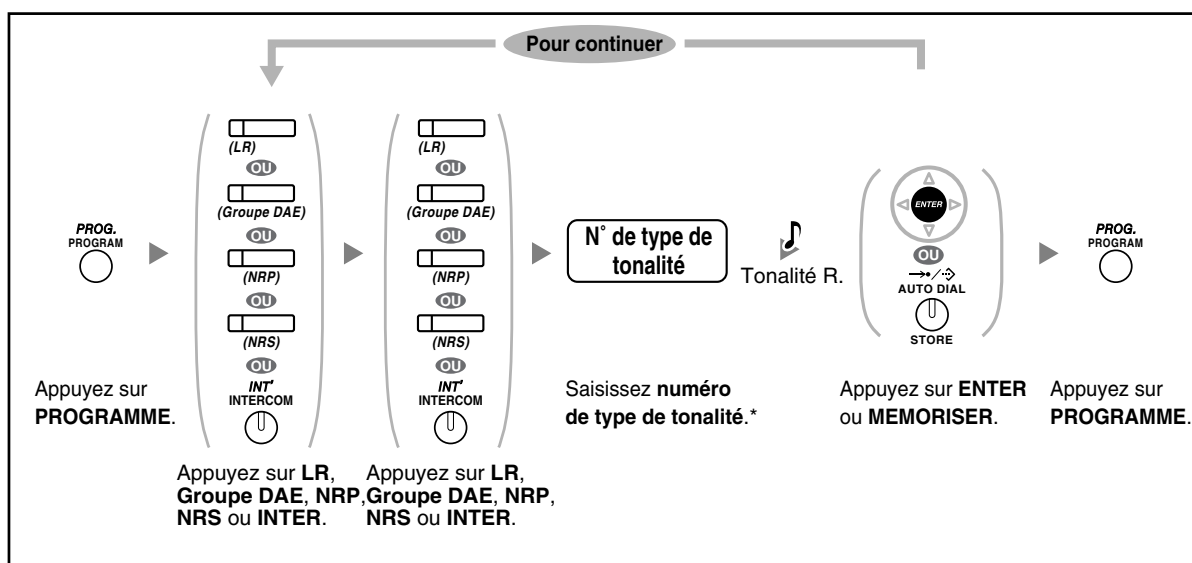 Pour continuer
PROG.
PROGRAM
Appuyez sur
PROGRAMME.
(LR)
OU
(Groupe DAE)
OU
(NRP)
OU
(NRS)
OU
INT'
INTERCOM
Appuyez sur LR,
Groupe DAE, NRP,
NRS ou INTER.
(LR)
OU
(Groupe DAE)
OU
(NRP)
OU
(NRS)
OU
INT'
INTERCOM
Appuyez sur LR,
Groupe DAE, NRP,
NRS ou INTER.
N° de type de
tonalité
Saisissez numéro
de type de tonalité.*
Tonalité R.
ENTER
OU
AUTO DIAL
STORE
Appuyez sur ENTER
ou MEMORISER.
PROG.
PROGRAM
Appuyez sur
PROGRAMME.